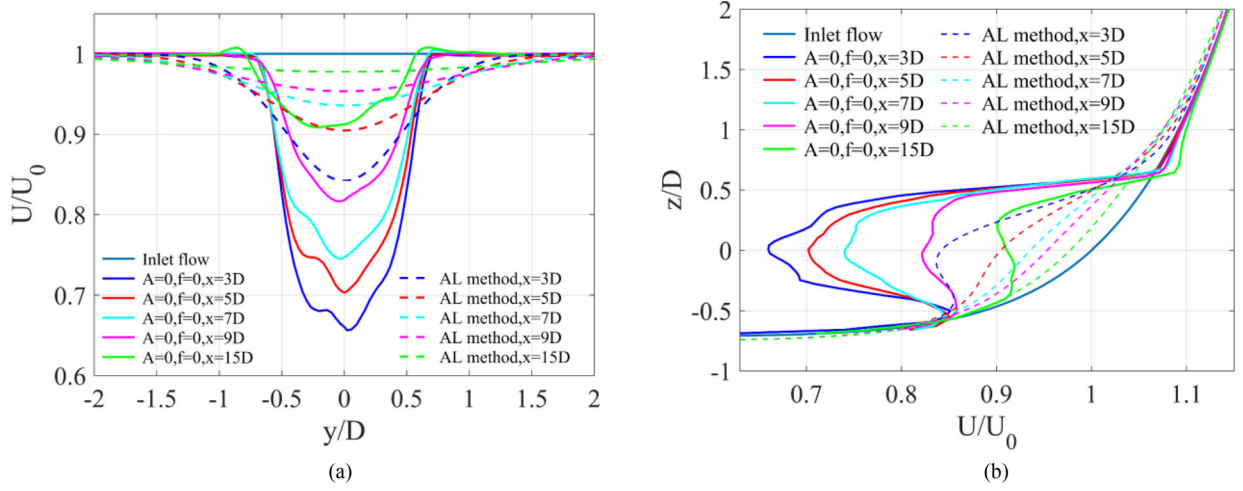 1
0.9
0.8
0.7
0.6
U/U0
-2 -1.5 -1 -0.5 0 0.5 1 1.5 2
y/D
Inlet flow
A=0,f=0,x=3D
A=0,f=0,x=5D
A=0,f=0,x=7D
A=0,f=0,x=9D
A=0,f=0,x=15D
AL method,x=3D
AL method,x=5D
AL method,x=7D
AL method,x=9D
AL method,x=15D
(a)
2
1
0.5
0
-0.5
-1
z/D
0.7 0.8 0.9 1 1.1
U/U0
Inlet flow
A=0,f=0,x=3D
A=0,f=0,x=5D
A=0,f=0,x=7D
A=0,f=0,x=9D
A=0,f=0,x=15D
AL method,x=3D
AL method,x=5D
AL method,x=7D
AL method,x=9D
AL method,x=15D
(b)